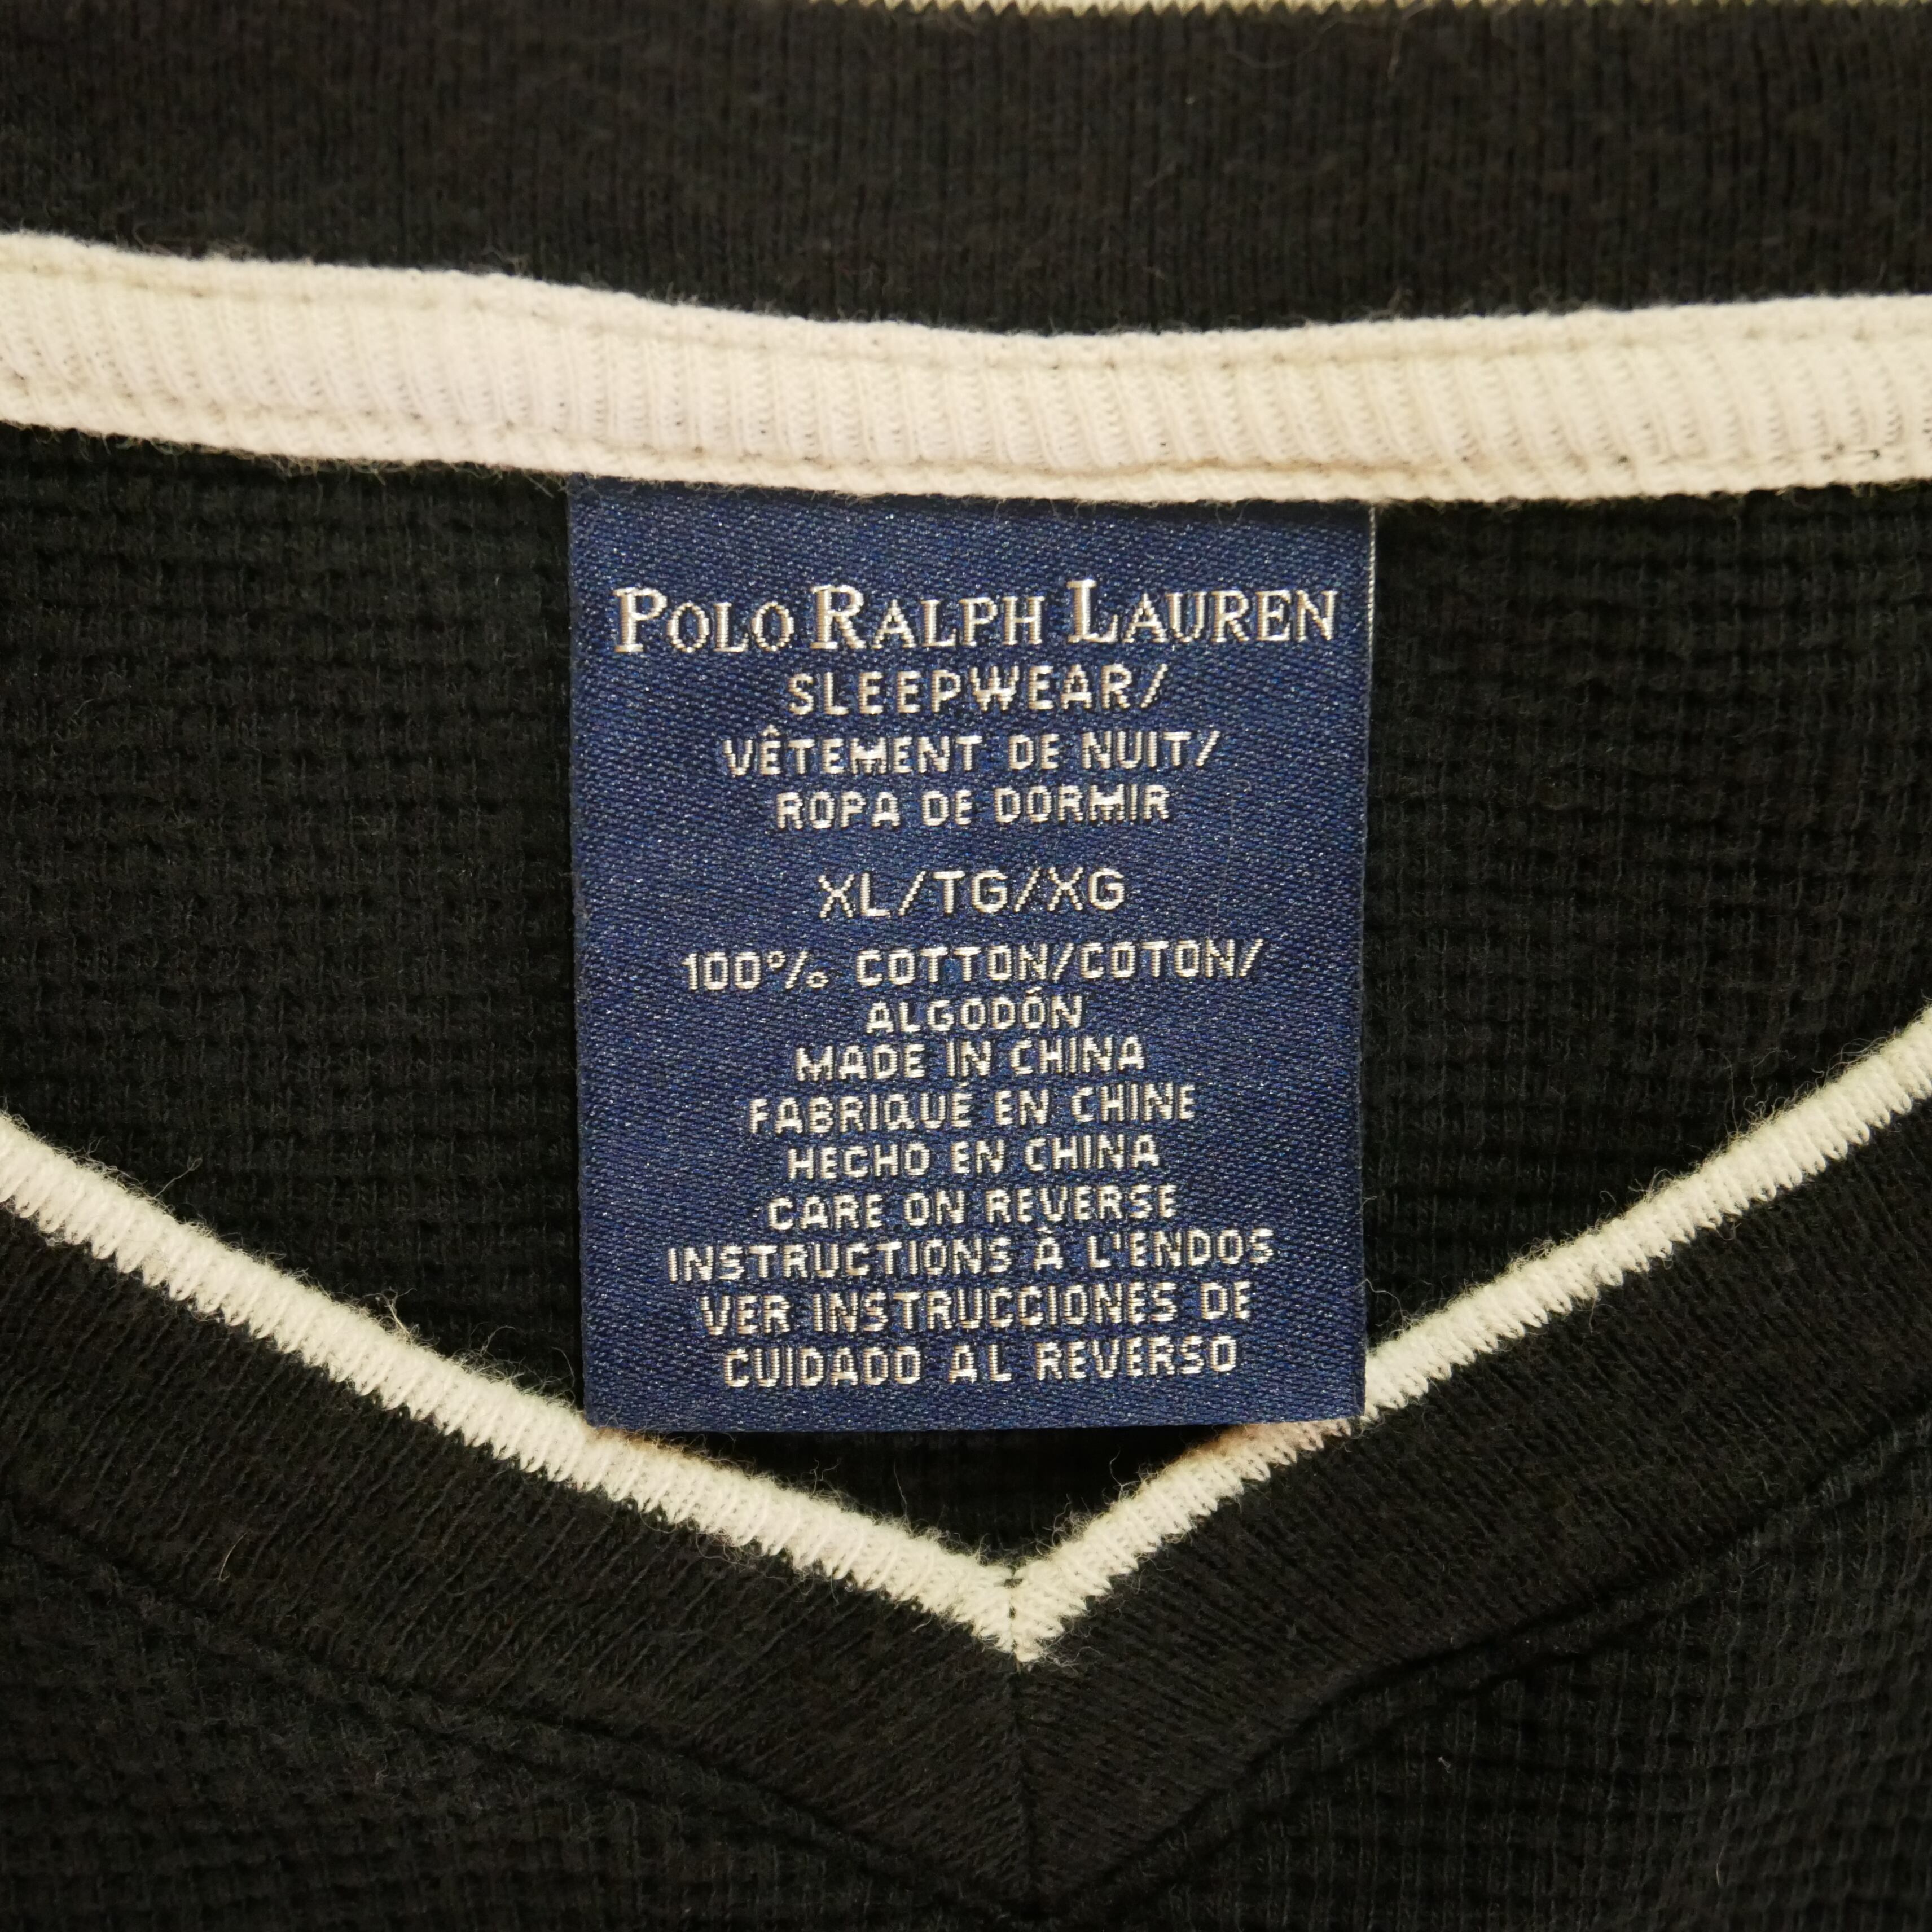 POLO RALPH LAUREN
SLEEPWEAR/
VÊTEMENT DE NUIT/
ROPA DE DORMIR
XL/TG/XG
100% COTTON/COTON/
ALGODÓN
MADE IN CHINA
FABRIQUÉ EN CHINE
HECHO EN CHINA
CARE ON REVERSE
INSTRUCTIONS À L'ENDOS
VER INSTRUCCIONES DE
CUIDADO AL REVERSO